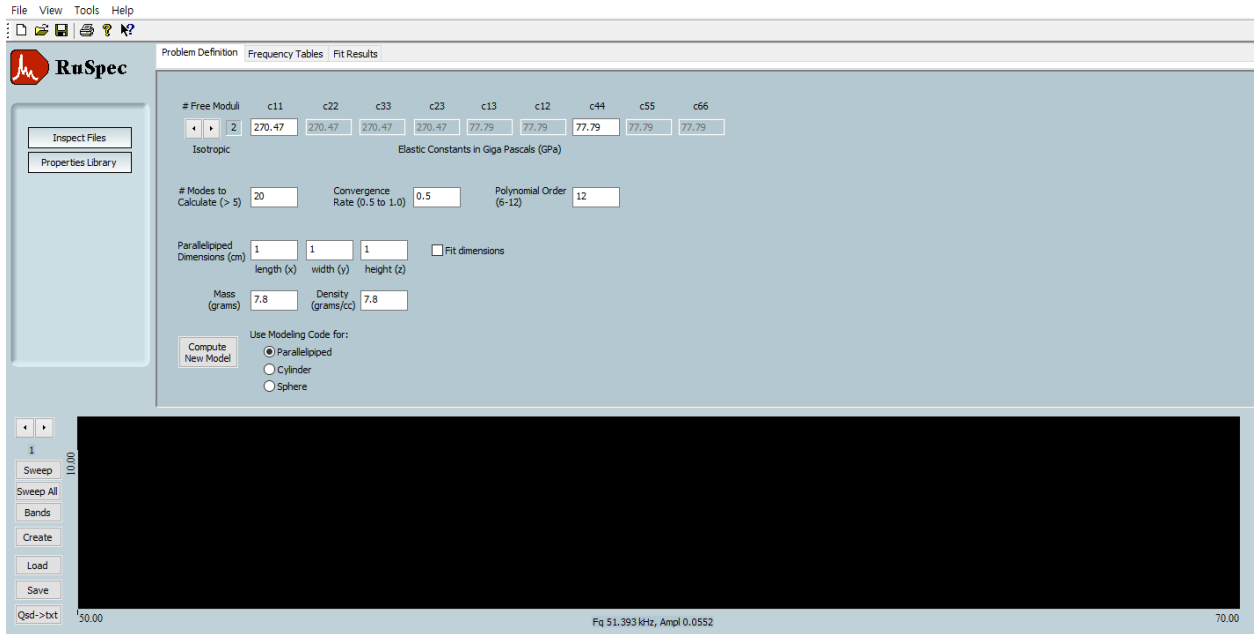 File View Tools Help
RuSpec
Inspect Files
Properties Library
Problem Definition Frequency Tables Fit Results
# Free Moduli c11 c22 c33 c23 c13 c12 c44 c55 c66
2 270.47 270.47 270.47 270.47 77.79 77.79 77.79 77.79 77.79
Isotropic Elastic Constants in Giga Pascals (GPa)
# Modes to
Calculate (> 5) 20
Convergence
Rate (0.5 to 1.0) 0.5
Polynomial Order
(6-12) 12
Parallelipiped
Dimensions (cm) 1 1 1 Fit dimensions
length (x) width (y) height (z)
Mass
(grams) 7.8
Density
(grams/cc) 7.8
Compute
New Model
Use Modeling Code for:
Parallelipiped
Cylinder
Sphere
1
Sweep
Sweep All
Bands
Create
Load
Save
Qsd->txt
10.00
50.00 Fq 51.393 kHz, Ampl 0.0552 70.00